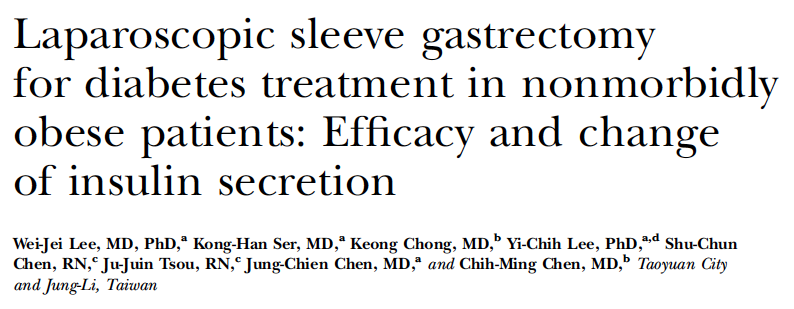 Laparoscopic sleeve gastrectomy
for diabetes treatment in nonmorbidly
obese patients: Efficacy and change
of insulin secretion
Wei-Jei Lee, MD, PhD,a Kong-Han Ser, MD,a Keong Chong, MD,b Yi-Chih Lee, PhD,a,d Shu-Chun
Chen, RN,c Ju-Juin Tsou, RN,c Jung-Chien Chen, MD,a and Chih-Ming Chen, MD,b Taoyuan City
and Jung-Li, Taiwan